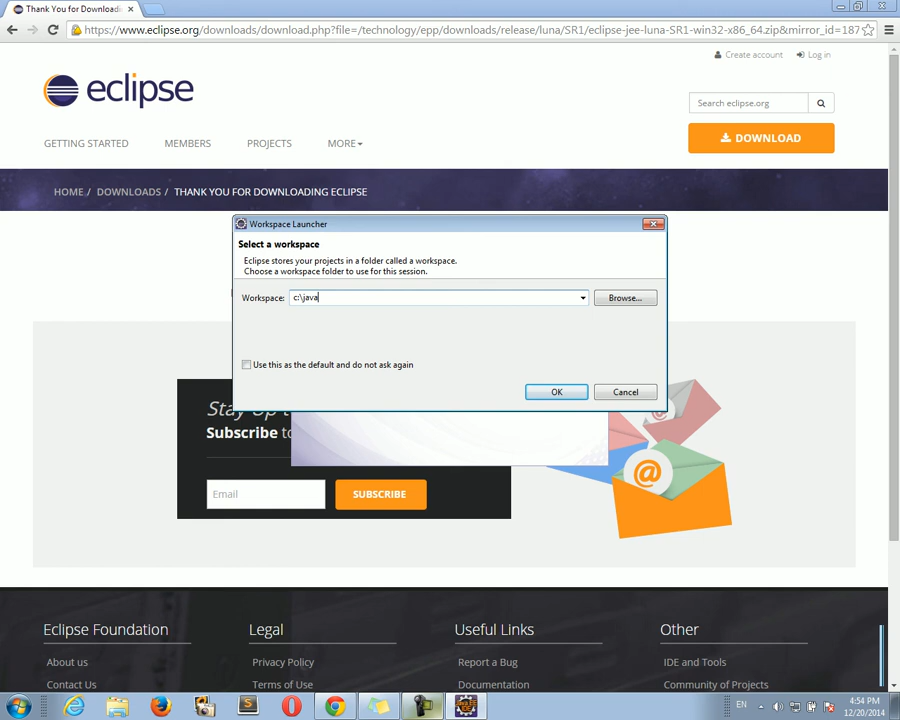 Thank You for Downloadi
https://www.eclipse.org/downloads/download.php?file=/technology/epp/downloads/release/luna/SR1/eclipse-jee-luna-SR1-win32-x86_64.zip&mirror_id=187
Create account
Log in
eclipse
Search eclipse.org
GETTING STARTED
MEMBERS
PROJECTS
MORE
DOWNLOAD
HOME / DOWNLOADS / THANK YOU FOR DOWNLOADING ECLIPSE
Workspace Launcher
Select a workspace
Eclipse stores your projects in a folder called a workspace.
Choose a workspace folder to use for this session.
Workspace: c:\java
Browse...
Use this as the default and do not ask again
OK
Cancel
Stay Up t
Subscribe to
Email
SUBSCRIBE
@
Eclipse Foundation
Legal
Useful Links
Other
About us
Privacy Policy
Report a Bug
IDE and Tools
Contact Us
Terms of Use
Documentation
Community of Projects
EN
4:54 PM
12/20/2014